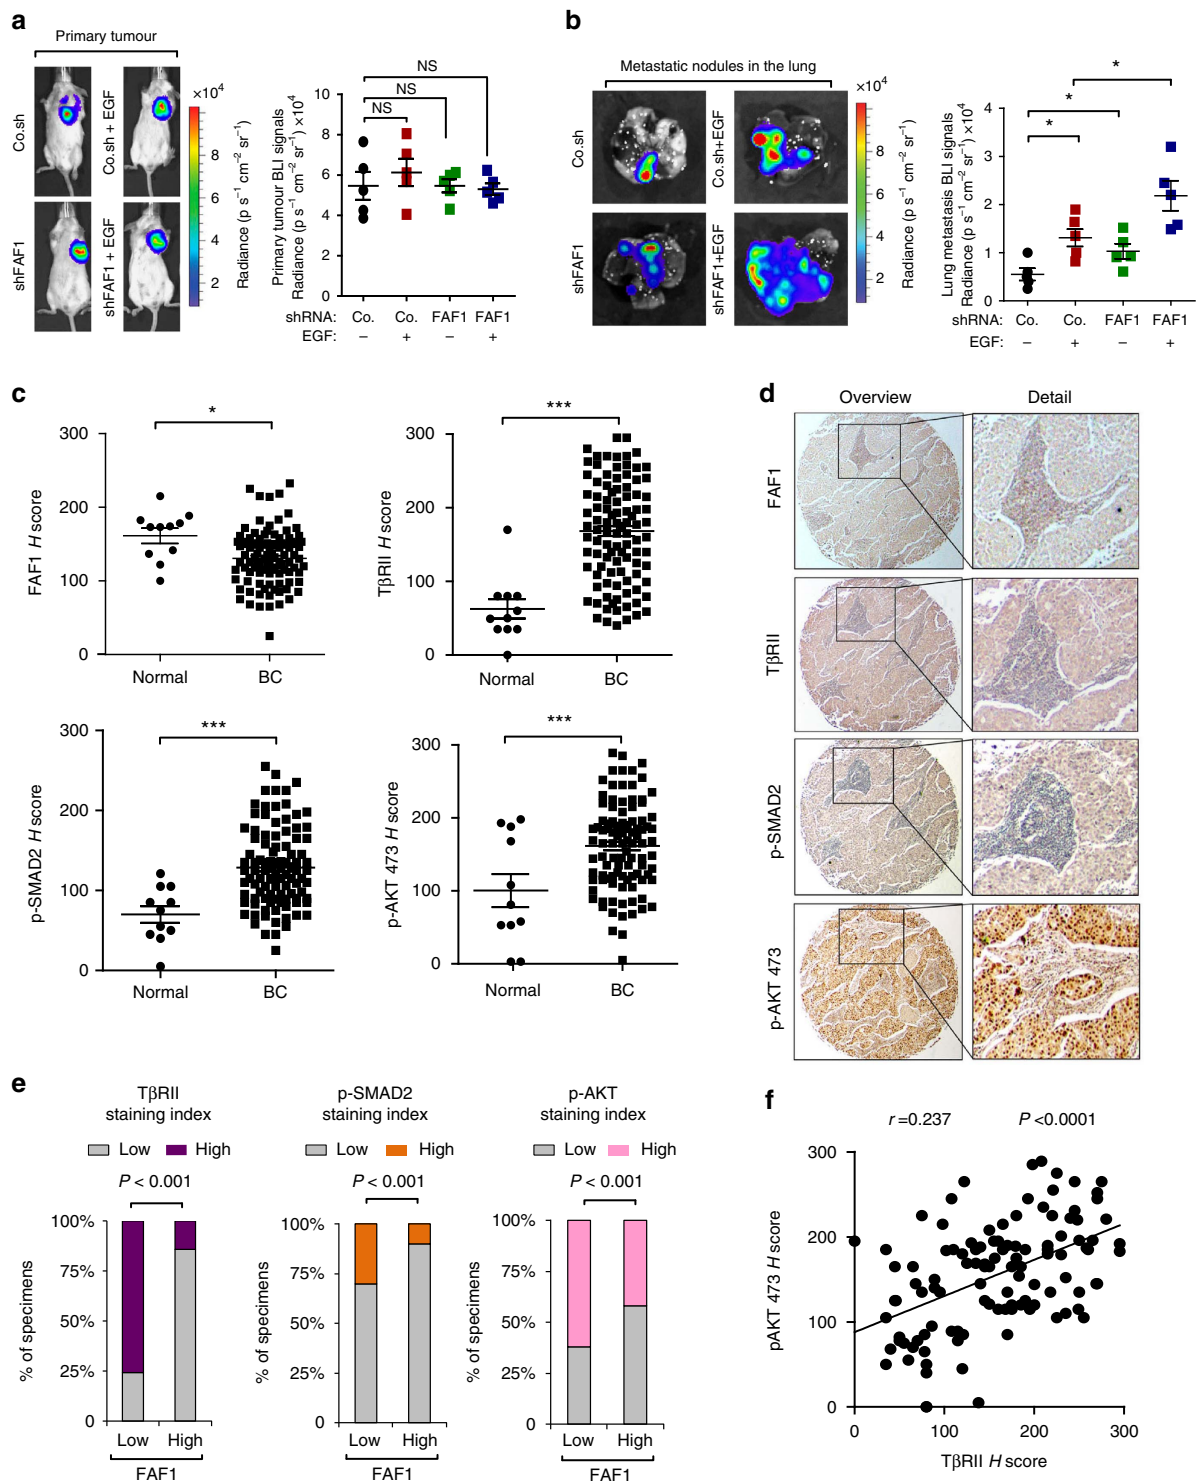 a
Primary tumour
Co.sh
Co.sh + EGF
shFAF1
shFAF1 + EGF
×10⁴
8
6
4
2
Radiance (p s⁻¹ cm⁻² sr⁻¹)
Primary tumour BLI signals
Radiance (p s⁻¹ cm⁻² sr⁻¹) ×10⁴
10
8
6
4
2
0
NS
NS
NS
shRNA: Co. Co. FAF1 FAF1
EGF: – + – +
b
Metastatic nodules in the lung
Co.sh
Co.sh+EGF
shFAF1
shFAF1+EGF
×10⁴
8
6
4
2
Radiance (p s⁻¹ cm⁻² sr⁻¹)
Lung metastasis BLI signals
Radiance (p s⁻¹ cm⁻² sr⁻¹) ×10⁴
4
3
2
1
0
*
*
*
shRNA: Co. Co. FAF1 FAF1
EGF: – + – +
c
FAF1 H score
300
200
100
0
*
Normal BC
TβRII H score
300
200
100
0
***
Normal BC
p-SMAD2 H score
300
200
100
0
***
Normal BC
p-AKT 473 H score
300
200
100
0
***
Normal BC
d
Overview Detail
FAF1
TβRII
p-SMAD2
p-AKT 473
e
TβRII
staining index
Low High
P < 0.001
% of specimens
100%
75%
50%
25%
0
Low High
FAF1
p-SMAD2
staining index
Low High
P < 0.001
% of specimens
100%
75%
50%
25%
0
Low High
FAF1
p-AKT
staining index
Low High
P < 0.001
% of specimens
100%
75%
50%
25%
0
Low High
FAF1
f
r =0.237 P <0.0001
pAKT 473 H score
300
200
100
0
0 100 200 300
TβRII H score